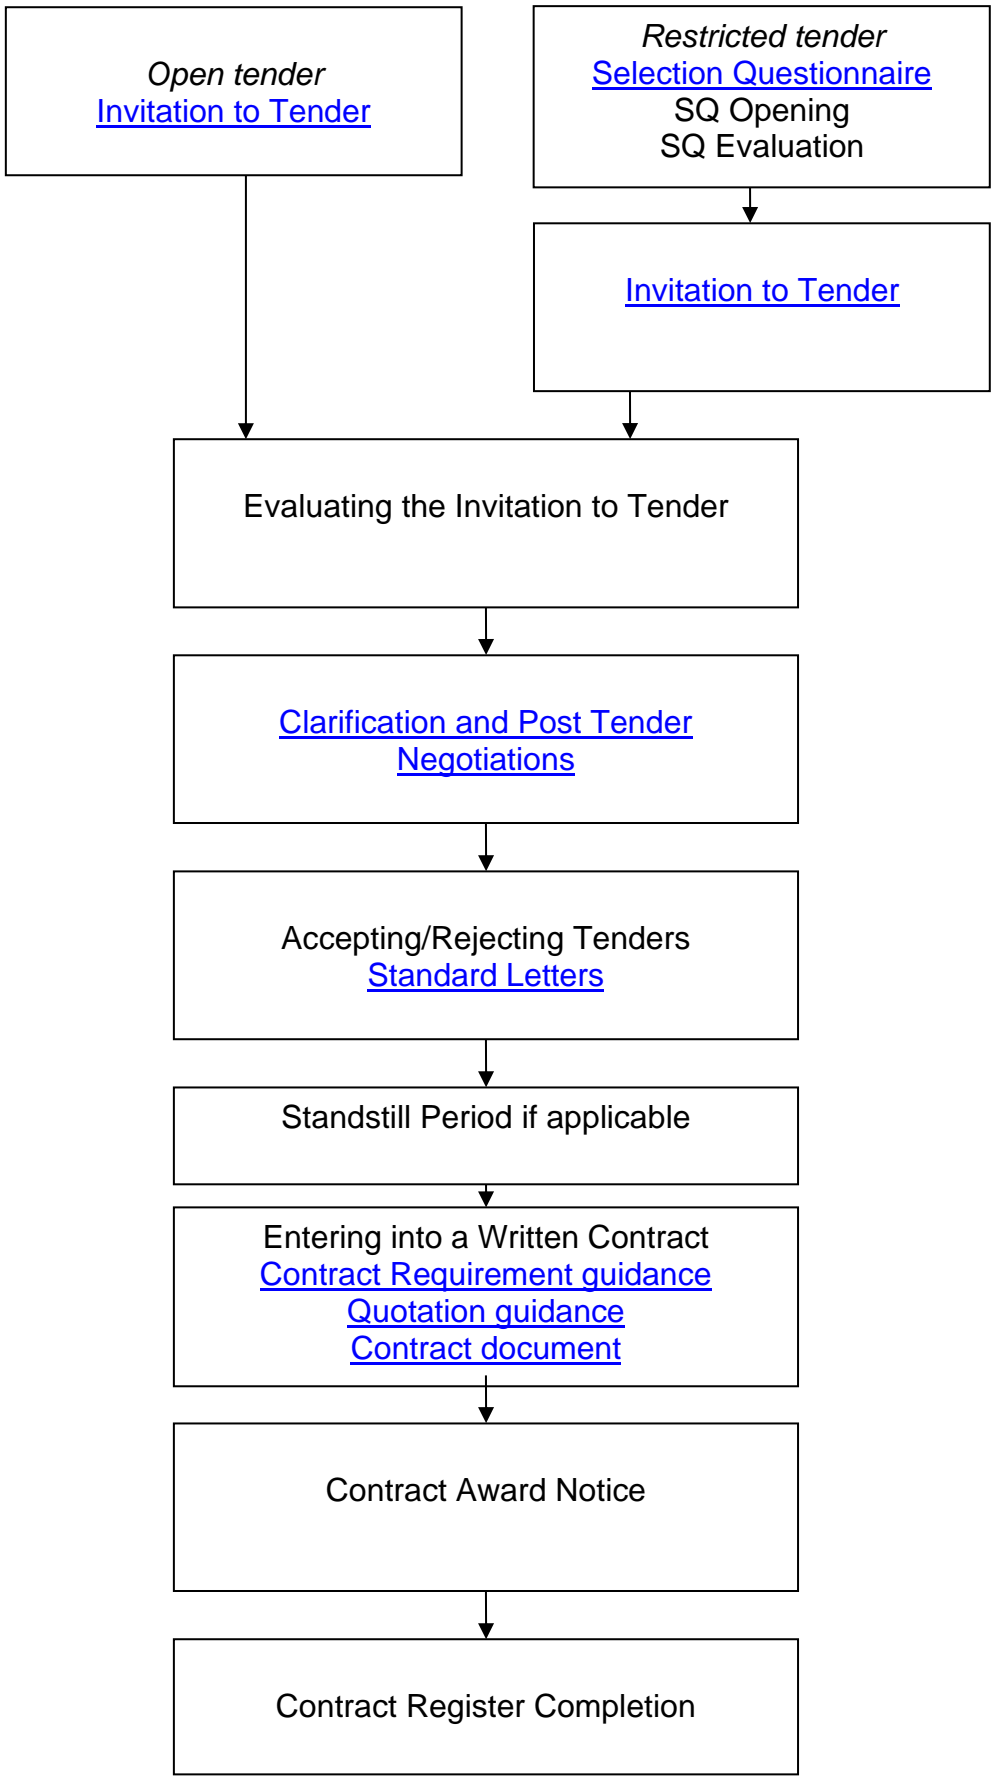 Open tender
Invitation to Tender
Restricted tender
Selection Questionnaire
SQ Opening
SQ Evaluation
Invitation to Tender
Evaluating the Invitation to Tender
Clarification and Post Tender
Negotiations
Accepting/Rejecting Tenders
Standard Letters
Standstill Period if applicable
Entering into a Written Contract
Contract Requirement guidance
Quotation guidance
Contract document
Contract Award Notice
Contract Register Completion